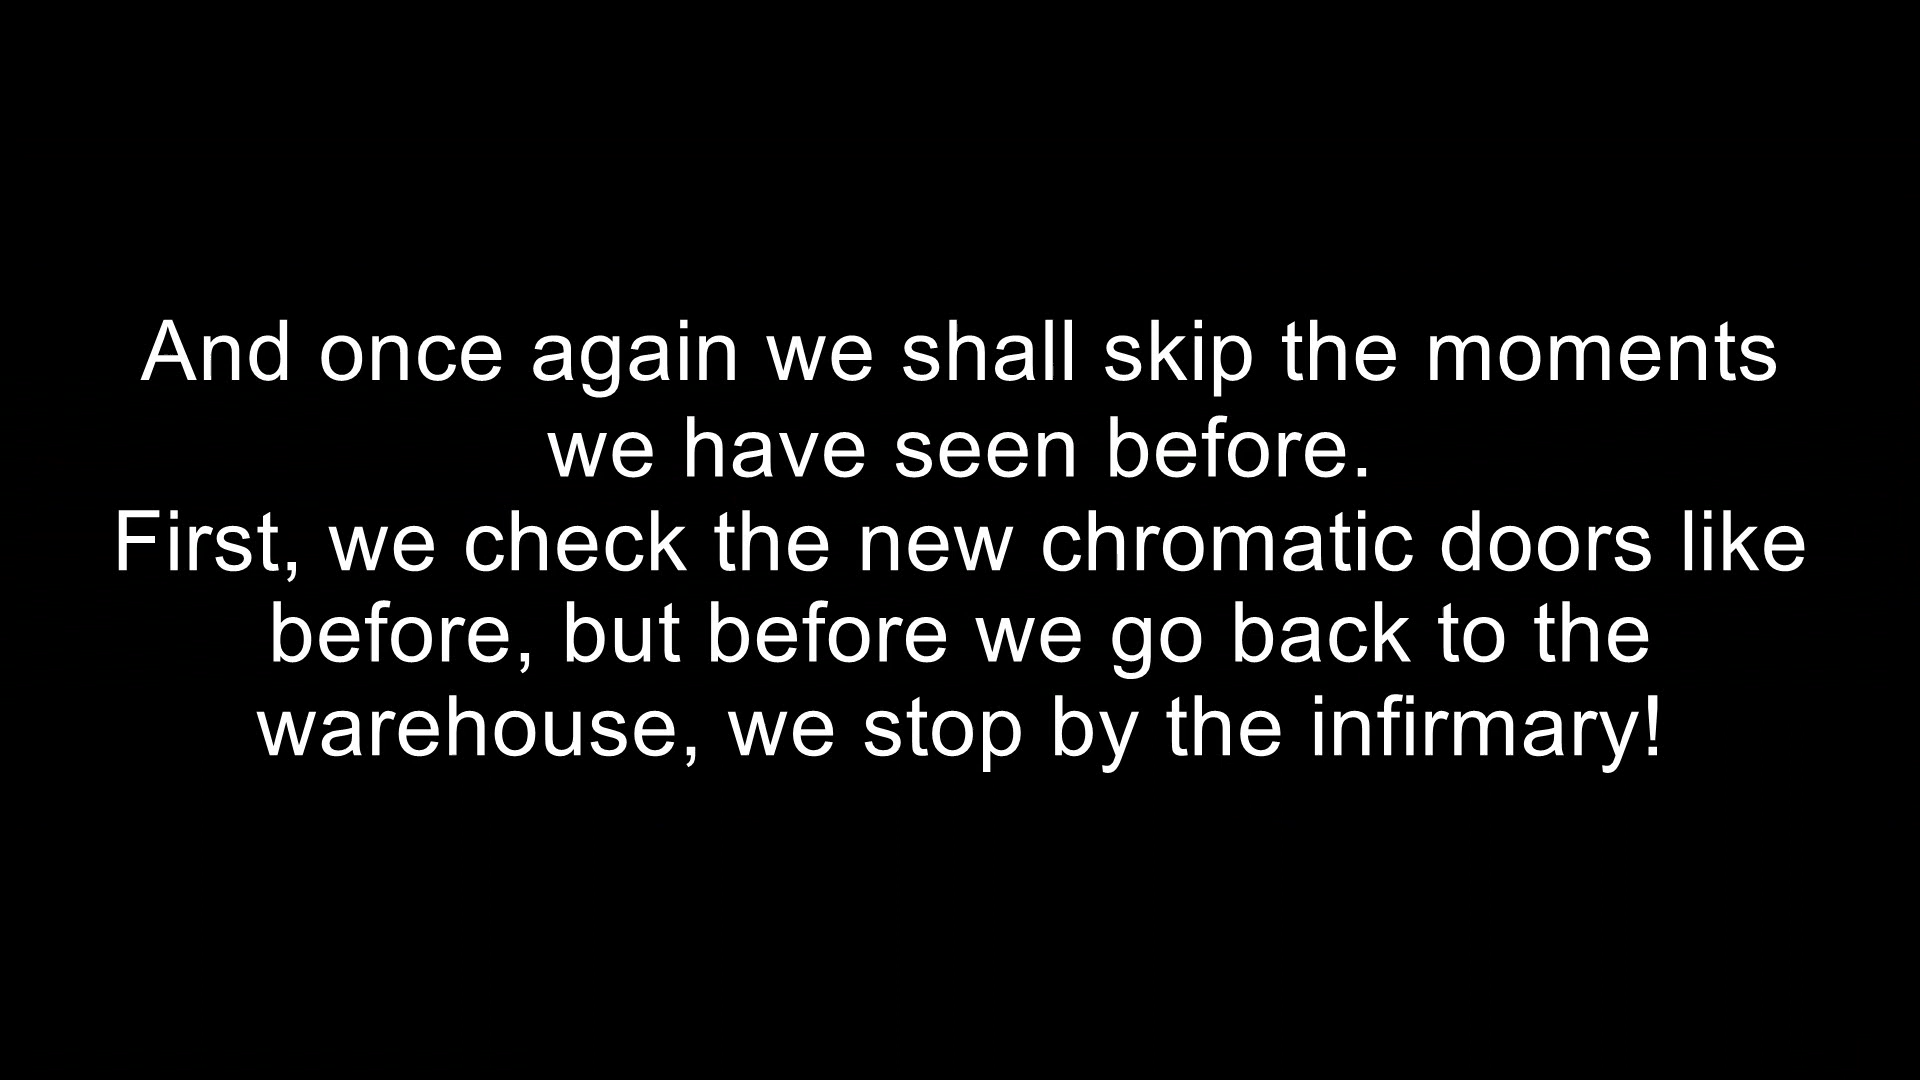 And once again we shall skip the moments
we have seen before.
First, we check the new chromatic doors like
before, but before we go back to the
warehouse, we stop by the infirmary!